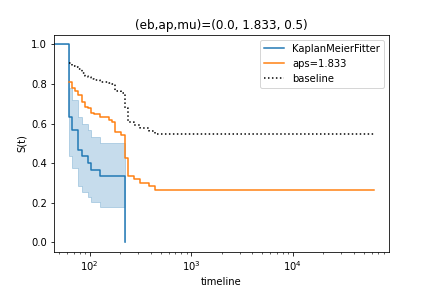 (eb,ap,mu)=(0.0, 1.833, 0.5)
KaplanMeierFitter
aps=1.833
baseline
S(t)
1.0
0.8
0.6
0.4
0.2
0.0
10² 10³ 10⁴
timeline